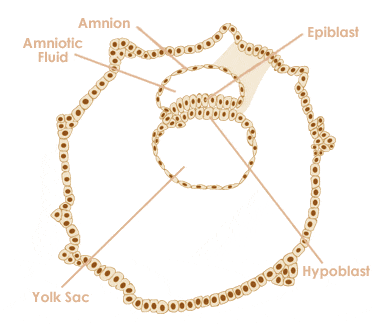 Amnion
Epiblast
Amniotic
Fluid
Hypoblast
Yolk Sac